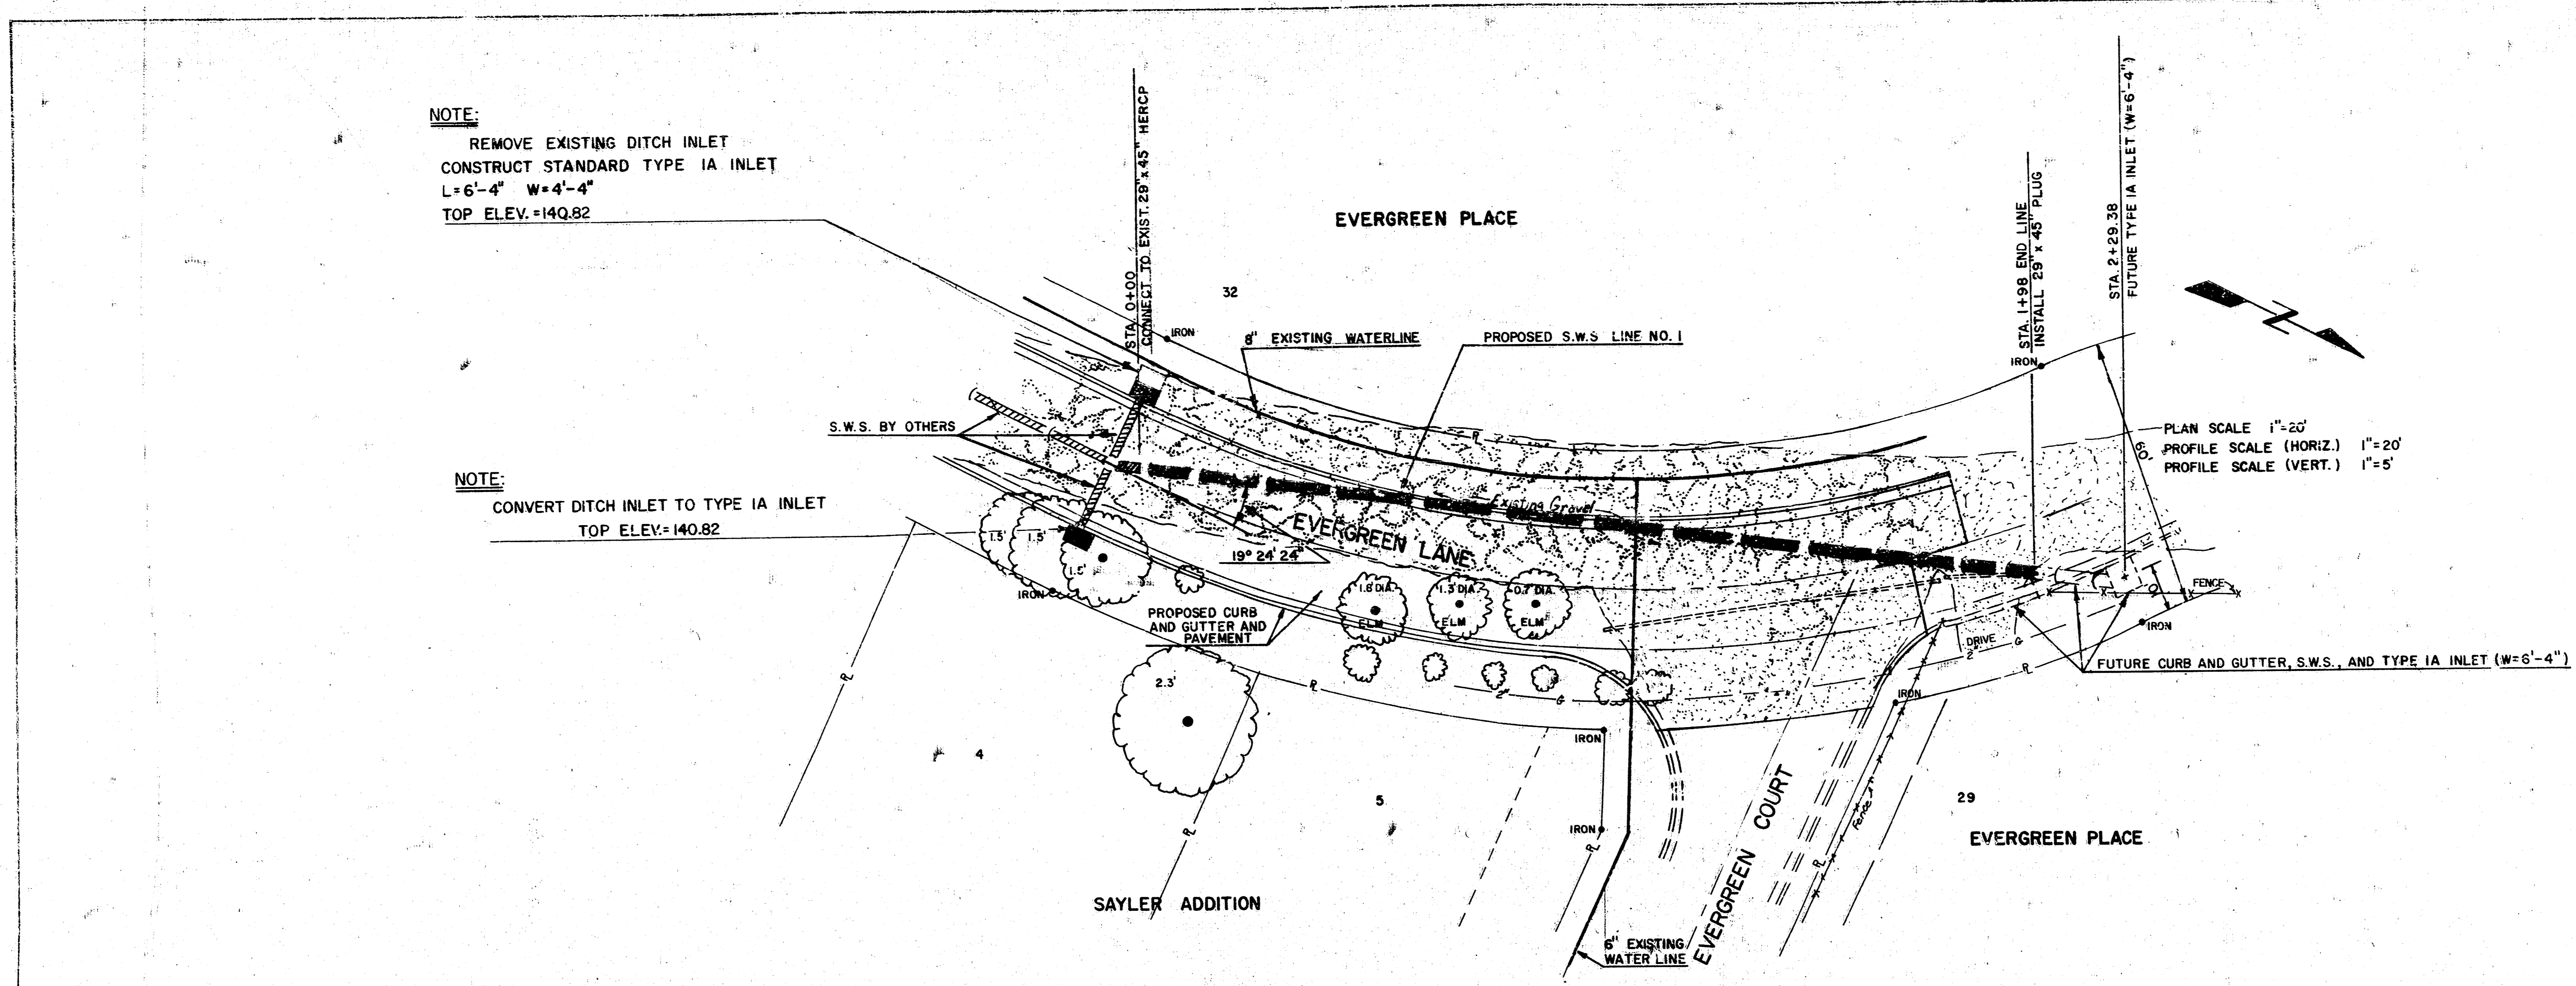 NOTE:
REMOVE EXISTING DITCH INLET
CONSTRUCT STANDARD TYPE IA INLET
L=6'-4" W=4'-4"
TOP ELEV.=140.82
STA. 0+00
CONNECT TO EXIST. 29"x45" HERCP
EVERGREEN PLACE
STA. 1+98 END LINE
INSTALL 29"x 45" PLUG
STA. 2+29.38
FUTURE TYPE IA INLET (W=6'-4")
N
32
IRON
8" EXISTING WATERLINE
PROPOSED S.W.S LINE NO. 1
IRON
PLAN SCALE 1"=20'
PROFILE SCALE (HORIZ.) 1"=20'
PROFILE SCALE (VERT.) 1"=5'
60'
S.W.S. BY OTHERS
NOTE:
CONVERT DITCH INLET TO TYPE IA INLET
TOP ELEV.=140.82
Existing Gravel
EVERGREEN LANE
19° 24' 24"
1.5'
1.5'
1.5'
IRON
1.8 DIA.
ELM
1.3 DIA.
ELM
0.7 DIA.
ELM
PROPOSED CURB
AND GUTTER AND
PAVEMENT
FENCE
IRON
DRIVE
2"
G
FUTURE CURB AND GUTTER, S.W.S., AND TYPE IA INLET (W=6'-4")
2.3'
2"
G
IRON
IRON
4
5
29
IRON
Fence
EVERGREEN COURT
EVERGREEN PLACE
SAYLER ADDITION
6" EXISTING
WATER LINE